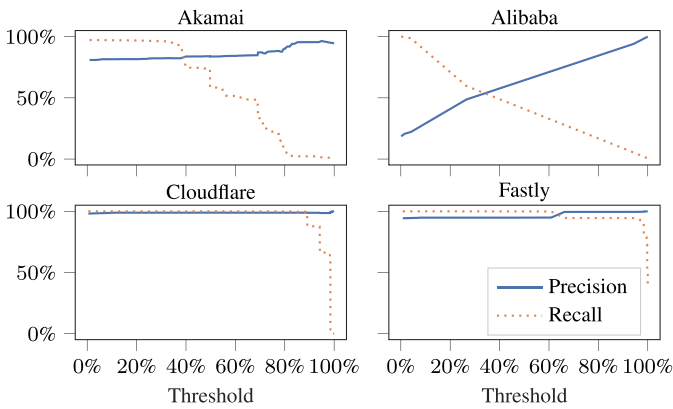 Akamai Alibaba
100%
50%
0%
Cloudflare Fastly
100%
50%
0%
Precision
Recall
0% 20% 40% 60% 80% 100% 0% 20% 40% 60% 80% 100%
Threshold Threshold